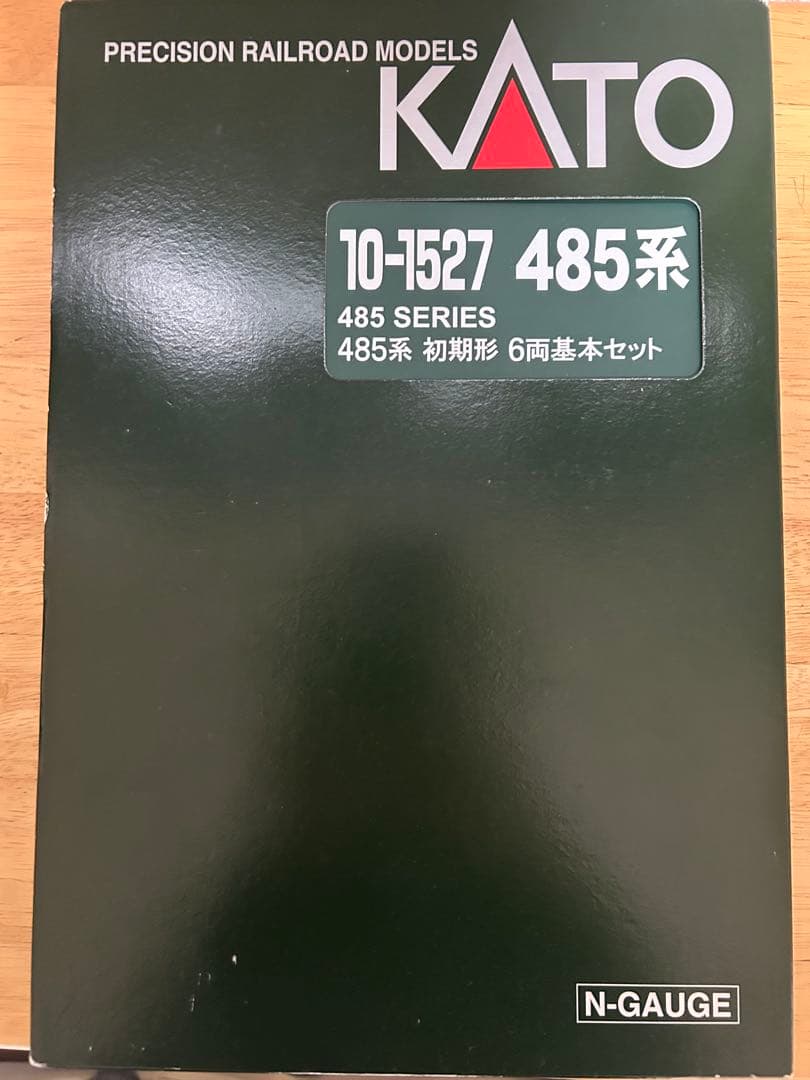 PRECISION RAILROAD MODELS
KATO
10-1527 485系
485 SERIES
485系 初期形 6両基本セット
N-GAUGE